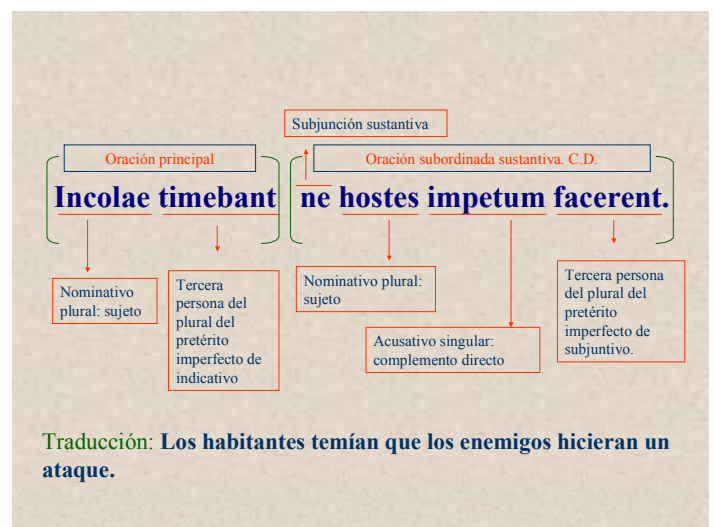 Subjunción sustantiva
Oración principal
Oración subordinada sustantiva. C.D.
Incolae timebant ne hostes impetum facerent.
Nominativo
plural: sujeto
Tercera
persona del
plural del
pretérito
imperfecto de
indicativo
Nominativo plural:
sujeto
Acusativo singular:
complemento directo
Tercera persona
del plural del
pretérito
imperfecto de
subjuntivo.
Traducción: Los habitantes temían que los enemigos hicieran un
ataque.